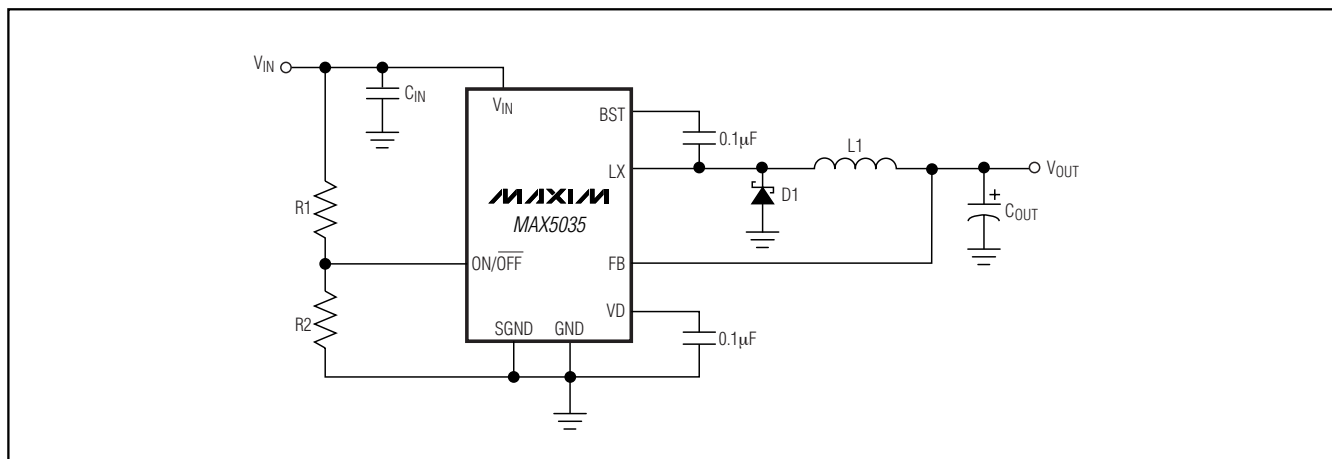 VIN
CIN
VIN
BST
0.1µF
LX
L1
VOUT
D1
COUT
+
R1
MAXIM
MAX5035
ON/OFF
FB
R2
VD
0.1µF
SGND
GND